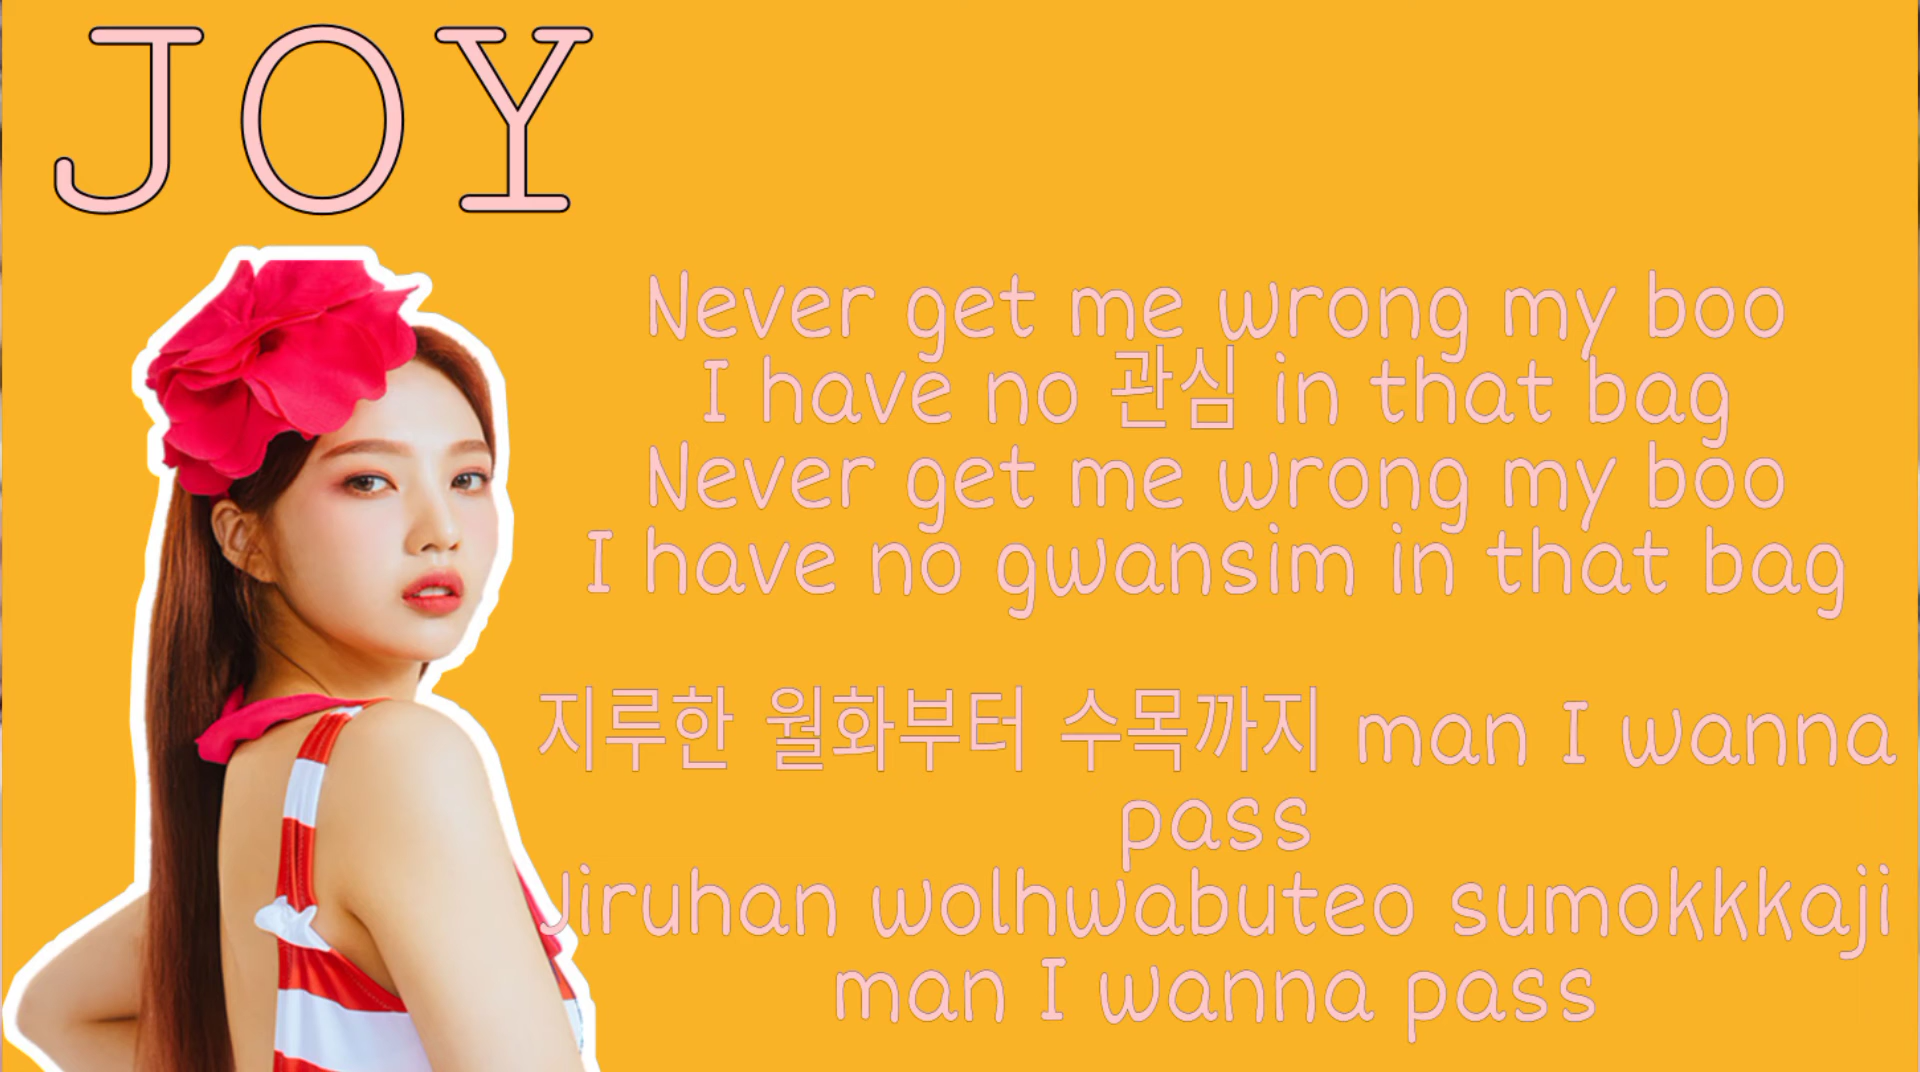 JOY
Never get me wrong my boo
I have no 관심 in that bag
Never get me wrong my boo
I have no gwansim in that bag
지루한 월화부터 수목까지 man I wanna
pass
Jiruhan wolhwabuteo sumokkkaji
man I wanna pass